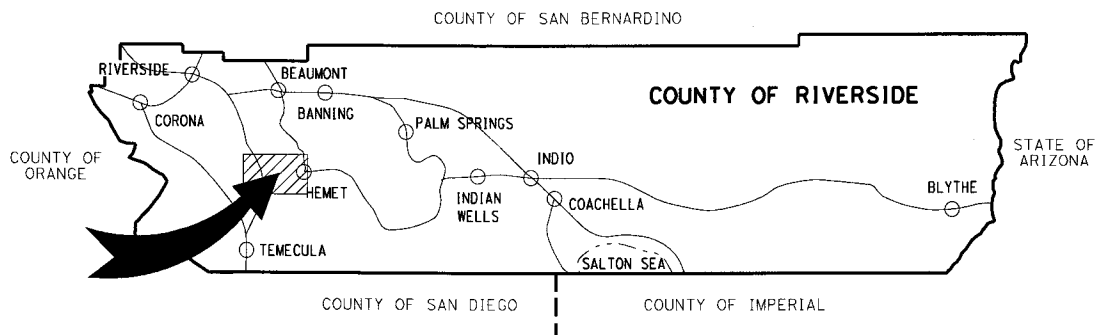 COUNTY OF SAN BERNARDINO
RIVERSIDE
BEAUMONT
COUNTY OF RIVERSIDE
BANNING
CORONA
PALM SPRINGS
STATE OF
ARIZONA
COUNTY OF
ORANGE
INDIO
HEMET
INDIAN
WELLS
COACHELLA
BLYTHE
TEMECULA
SALTON SEA
COUNTY OF SAN DIEGO
COUNTY OF IMPERIAL